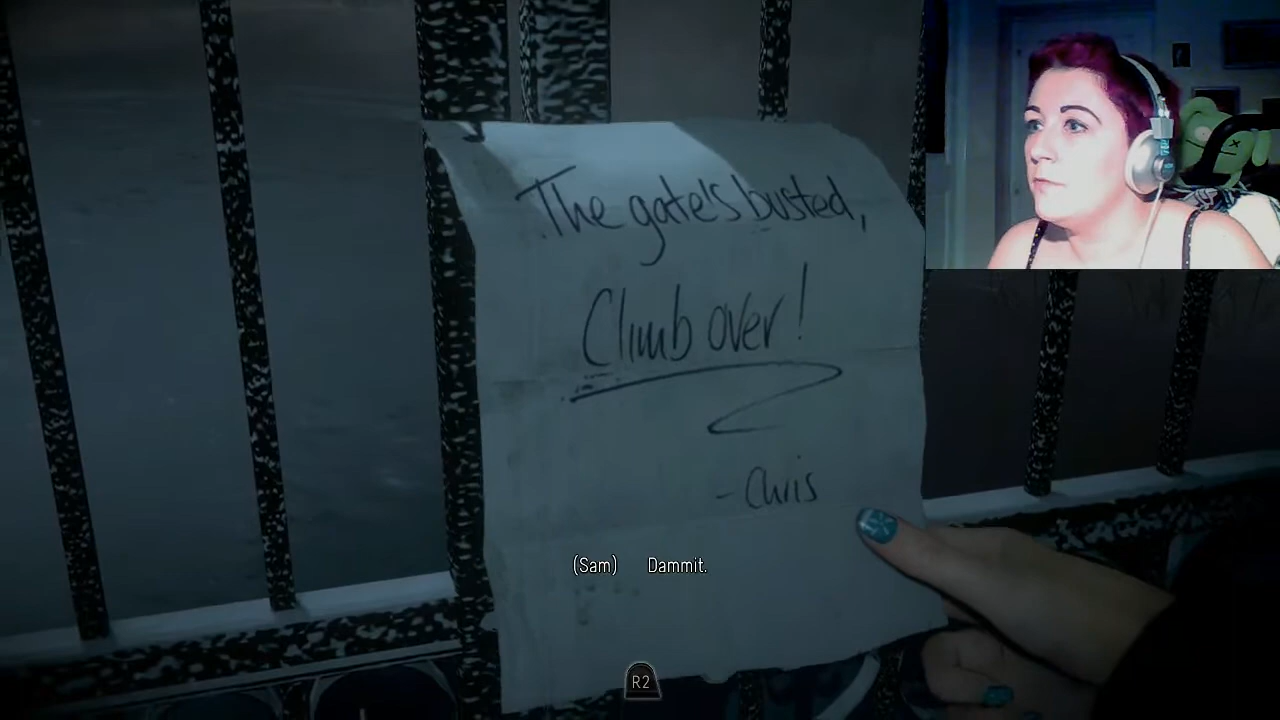 The gate's busted,
Climb over!
- Chris
(Sam) Dammit.
R2